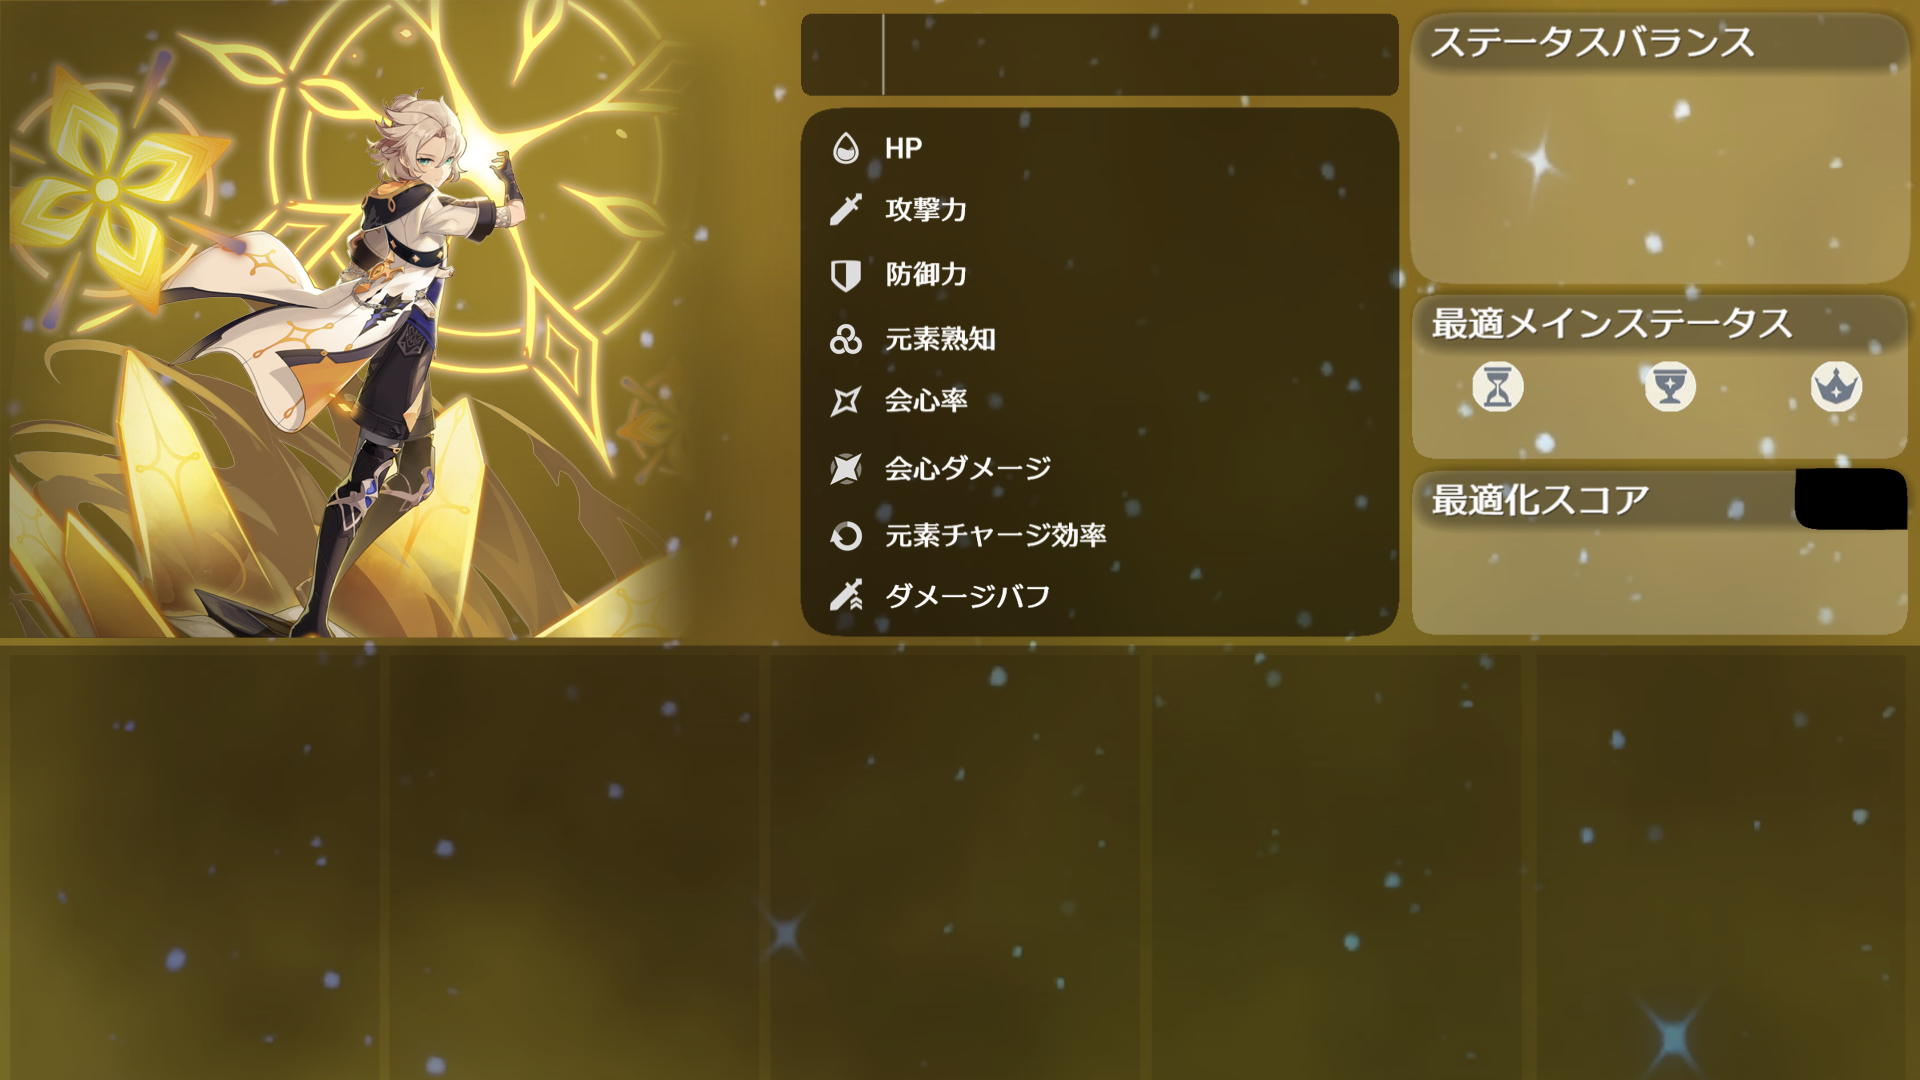 HP
攻撃力
防御力
元素熟知
会心率
会心ダメージ
元素チャージ効率
ダメージバフ
ステータスバランス
最適メインステータス
最適化スコア